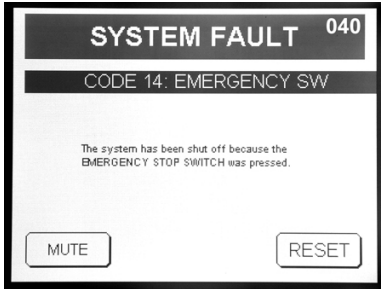 SYSTEM FAULT 040
CODE 14: EMERGENCY SW
The system has been shut off because the
EMERGENCY STOP SWITCH was pressed.
MUTE RESET